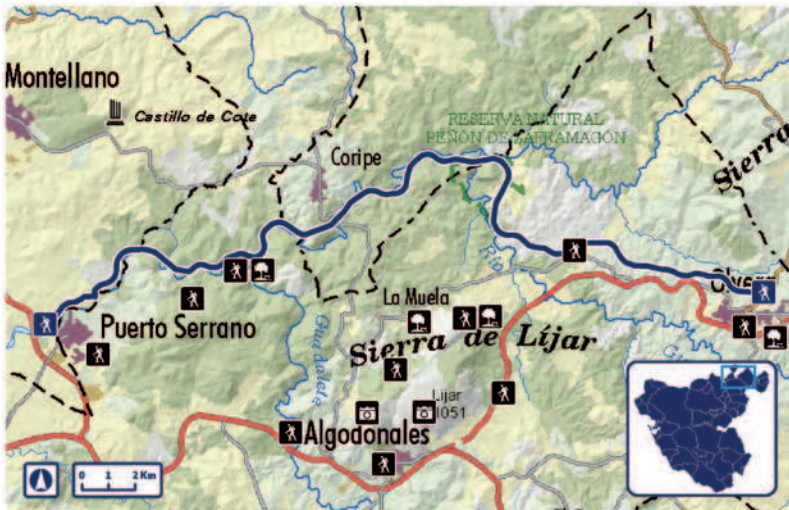 Montellano
Castillo de Cote
RESERVA NATURAL
PEÑÓN DE ZAFRAMAGÓN
Sierra
Coripe
Río
Guadalete
La Muela
Puerto Serrano
Sierra de Líjar
Líjar
1051
Algodonales
0 1 2 Km